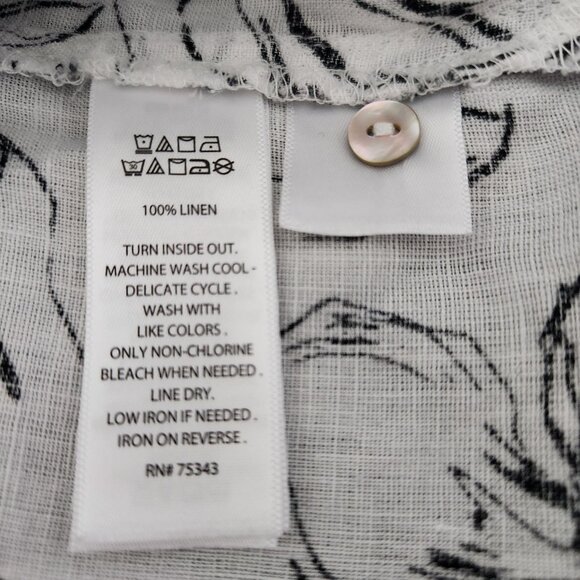 100% LINEN
TURN INSIDE OUT.
MACHINE WASH COOL -
DELICATE CYCLE .
WASH WITH
LIKE COLORS .
ONLY NON-CHLORINE
BLEACH WHEN NEEDED .
LINE DRY.
LOW IRON IF NEEDED .
IRON ON REVERSE .
RN# 75343